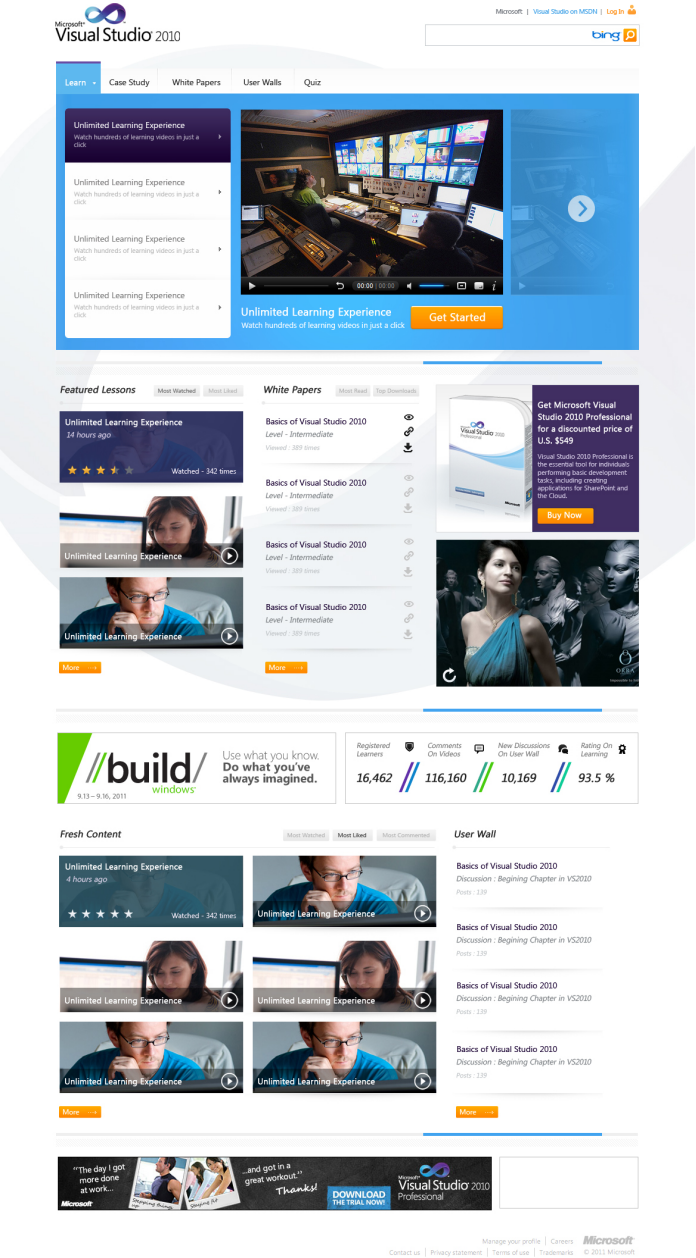 Microsoft | Visual Studio on MSDN | Log In
Microsoft®
Visual Studio 2010
bing
Learn
Case Study
White Papers
User Walls
Quiz
Unlimited Learning Experience
Watch hundreds of learning videos in just a
click
Unlimited Learning Experience
Watch hundreds of learning videos in just a
click
Unlimited Learning Experience
Watch hundreds of learning videos in just a
click
Unlimited Learning Experience
Watch hundreds of learning videos in just a
click
00:00 | 00:00
i
Unlimited Learning Experience
Watch hundreds of learning videos in just a click
Get Started
Featured Lessons
Most Watched
Most Liked
Unlimited Learning Experience
14 hours ago
Watched - 342 times
Unlimited Learning Experience
Unlimited Learning Experience
More
White Papers
Most Read
Top Downloads
Basics of Visual Studio 2010
Level - Intermediate
Viewed : 389 times
Basics of Visual Studio 2010
Level - Intermediate
Viewed : 389 times
Basics of Visual Studio 2010
Level - Intermediate
Viewed : 389 times
Basics of Visual Studio 2010
Level - Intermediate
Viewed : 389 times
More
Visual Studio 2010
Professional
Microsoft
Get Microsoft Visual
Studio 2010 Professional
for a discounted price of
U.S. $549
Visual Studio 2010 Professional is
the essential tool for individuals
performing basic development
tasks, including creating
applications for SharePoint and
the Cloud.
Buy Now
ORRA
//build/
windows
9.13 – 9.16, 2011
Use what you know.
Do what you've
always imagined.
Registered
Learners
16,462
Comments
On Videos
116,160
New Discussions
On User Wall
10,169
Rating On
Learning
93.5 %
Fresh Content
Most Watched
Most Liked
Most Commented
Unlimited Learning Experience
4 hours ago
Watched - 342 times
Unlimited Learning Experience
Unlimited Learning Experience
Unlimited Learning Experience
Unlimited Learning Experience
Unlimited Learning Experience
More
User Wall
Basics of Visual Studio 2010
Discussion : Begining Chapter in VS2010
Posts : 139
Basics of Visual Studio 2010
Discussion : Begining Chapter in VS2010
Posts : 139
Basics of Visual Studio 2010
Discussion : Begining Chapter in VS2010
Posts : 139
Basics of Visual Studio 2010
Discussion : Begining Chapter in VS2010
Posts : 139
More
"The day I got
more done
at work...
Microsoft
Stepping things up
Staying fit
...and got in a
great workout."
Thanks!
DOWNLOAD
THE TRIAL NOW!
Microsoft®
Visual Studio 2010
Professional
Manage your profile | Careers
Microsoft
Contact us | Privacy statement | Terms of use | Trademarks
© 2011 Microsoft